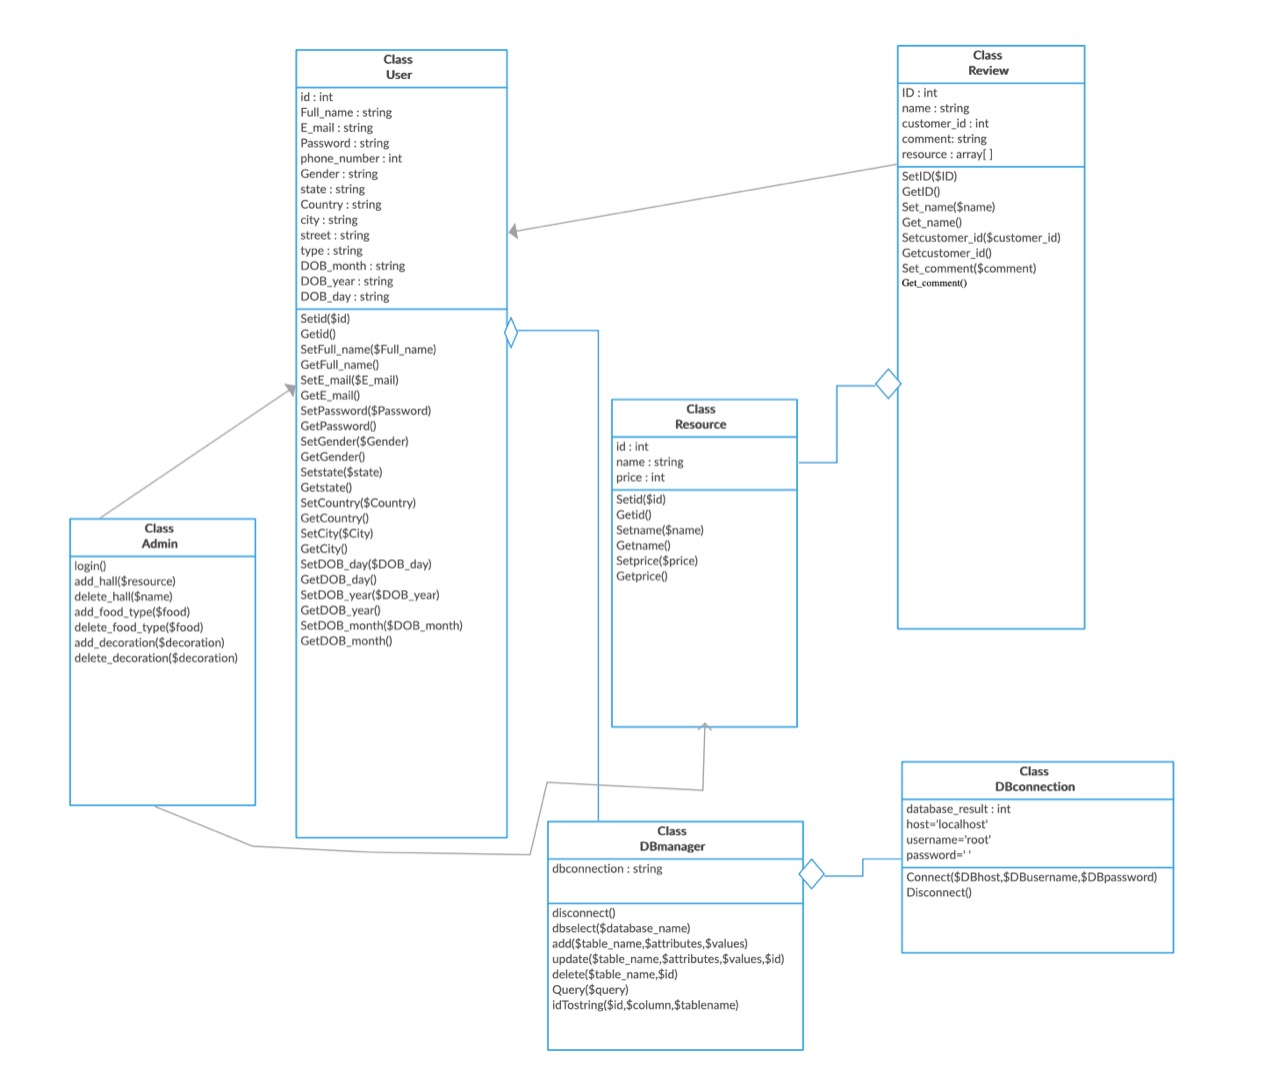 Class
User
id : int
Full_name : string
E_mail : string
Password : string
phone_number : int
Gender : string
state : string
Country : string
city : string
street : string
type : string
DOB_month : string
DOB_year : string
DOB_day : string
Setid($id)
Getid()
SetFull_name($Full_name)
GetFull_name()
SetE_mail($E_mail)
GetE_mail()
SetPassword($Password)
GetPassword()
SetGender($Gender)
GetGender()
Setstate($state)
Getstate()
SetCountry($Country)
GetCountry()
SetCity($City)
GetCity()
SetDOB_day($DOB_day)
GetDOB_day()
SetDOB_year($DOB_year)
GetDOB_year()
SetDOB_month($DOB_month)
GetDOB_month()
Class
Review
ID : int
name : string
customer_id : int
comment: string
resource : array[ ]
SetID($ID)
GetID()
Set_name($name)
Get_name()
Setcustomer_id($customer_id)
Getcustomer_id()
Set_comment($comment)
Get_comment()
Class
Resource
id : int
name : string
price : int
Setid($id)
Getid()
Setname($name)
Getname()
Setprice($price)
Getprice()
Class
Admin
login()
add_hall($resource)
delete_hall($name)
add_food_type($food)
delete_food_type($food)
add_decoration($decoration)
delete_decoration($decoration)
Class
DBmanager
dbconnection : string
disconnect()
dbselect($database_name)
add($table_name,$attributes,$values)
update($table_name,$attributes,$values,$id)
delete($table_name,$id)
Query($query)
idTostring($id,$column,$tablename)
Class
DBconnection
database_result : int
host='localhost'
username='root'
password=' '
Connect($DBhost,$DBusername,$DBpassword)
Disconnect()